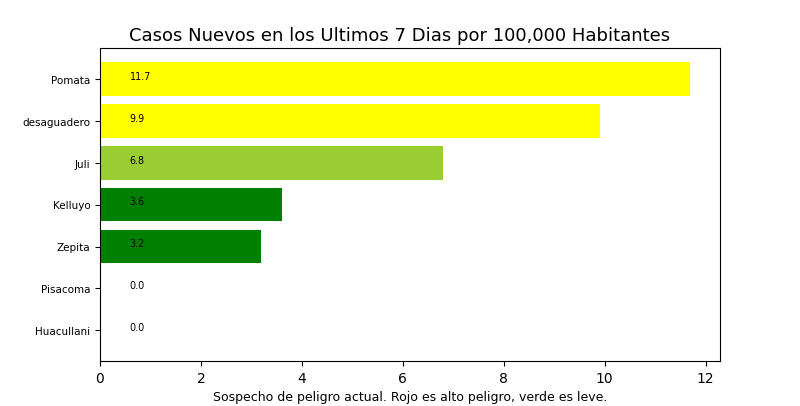 Casos Nuevos en los Ultimos 7 Dias por 100,000 Habitantes
Pomata 11.7
desaguadero 9.9
Juli 6.8
Kelluyo 3.6
Zepita 3.2
Pisacoma 0.0
Huacullani 0.0
0 2 4 6 8 10 12
Sospecho de peligro actual. Rojo es alto peligro, verde es leve.